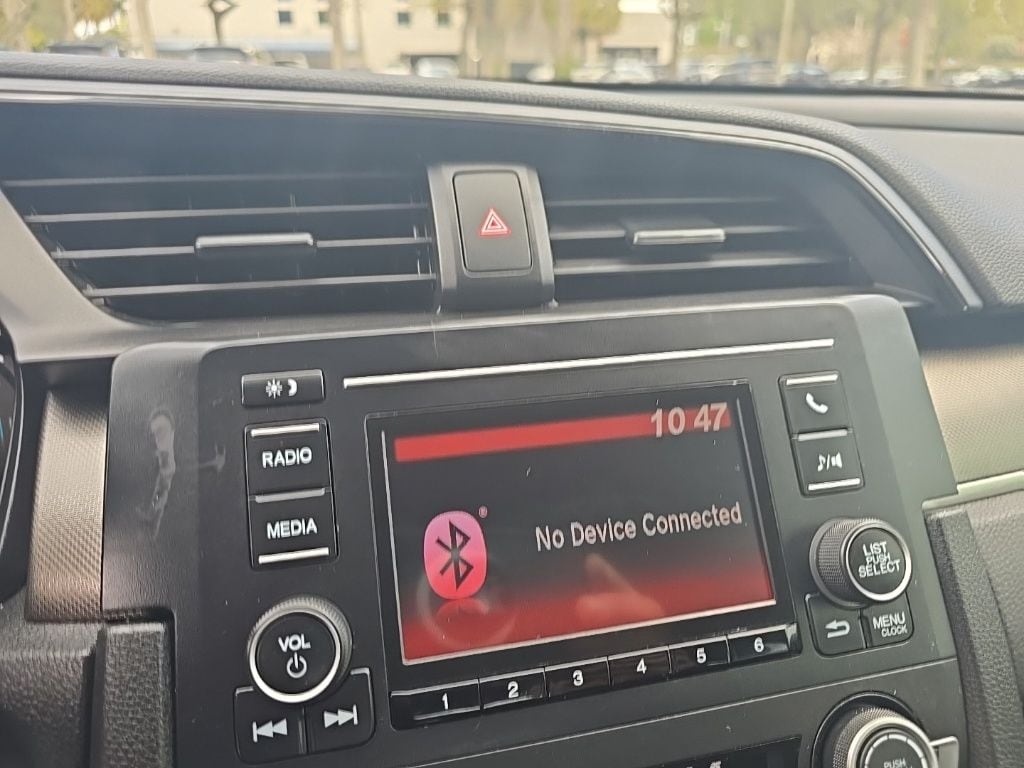 10 47
RADIO
MEDIA
No Device Connected
®
LIST
PUSH
SELECT
VOL
MENU
CLOCK
1 2 3 4 5 6
PUSH